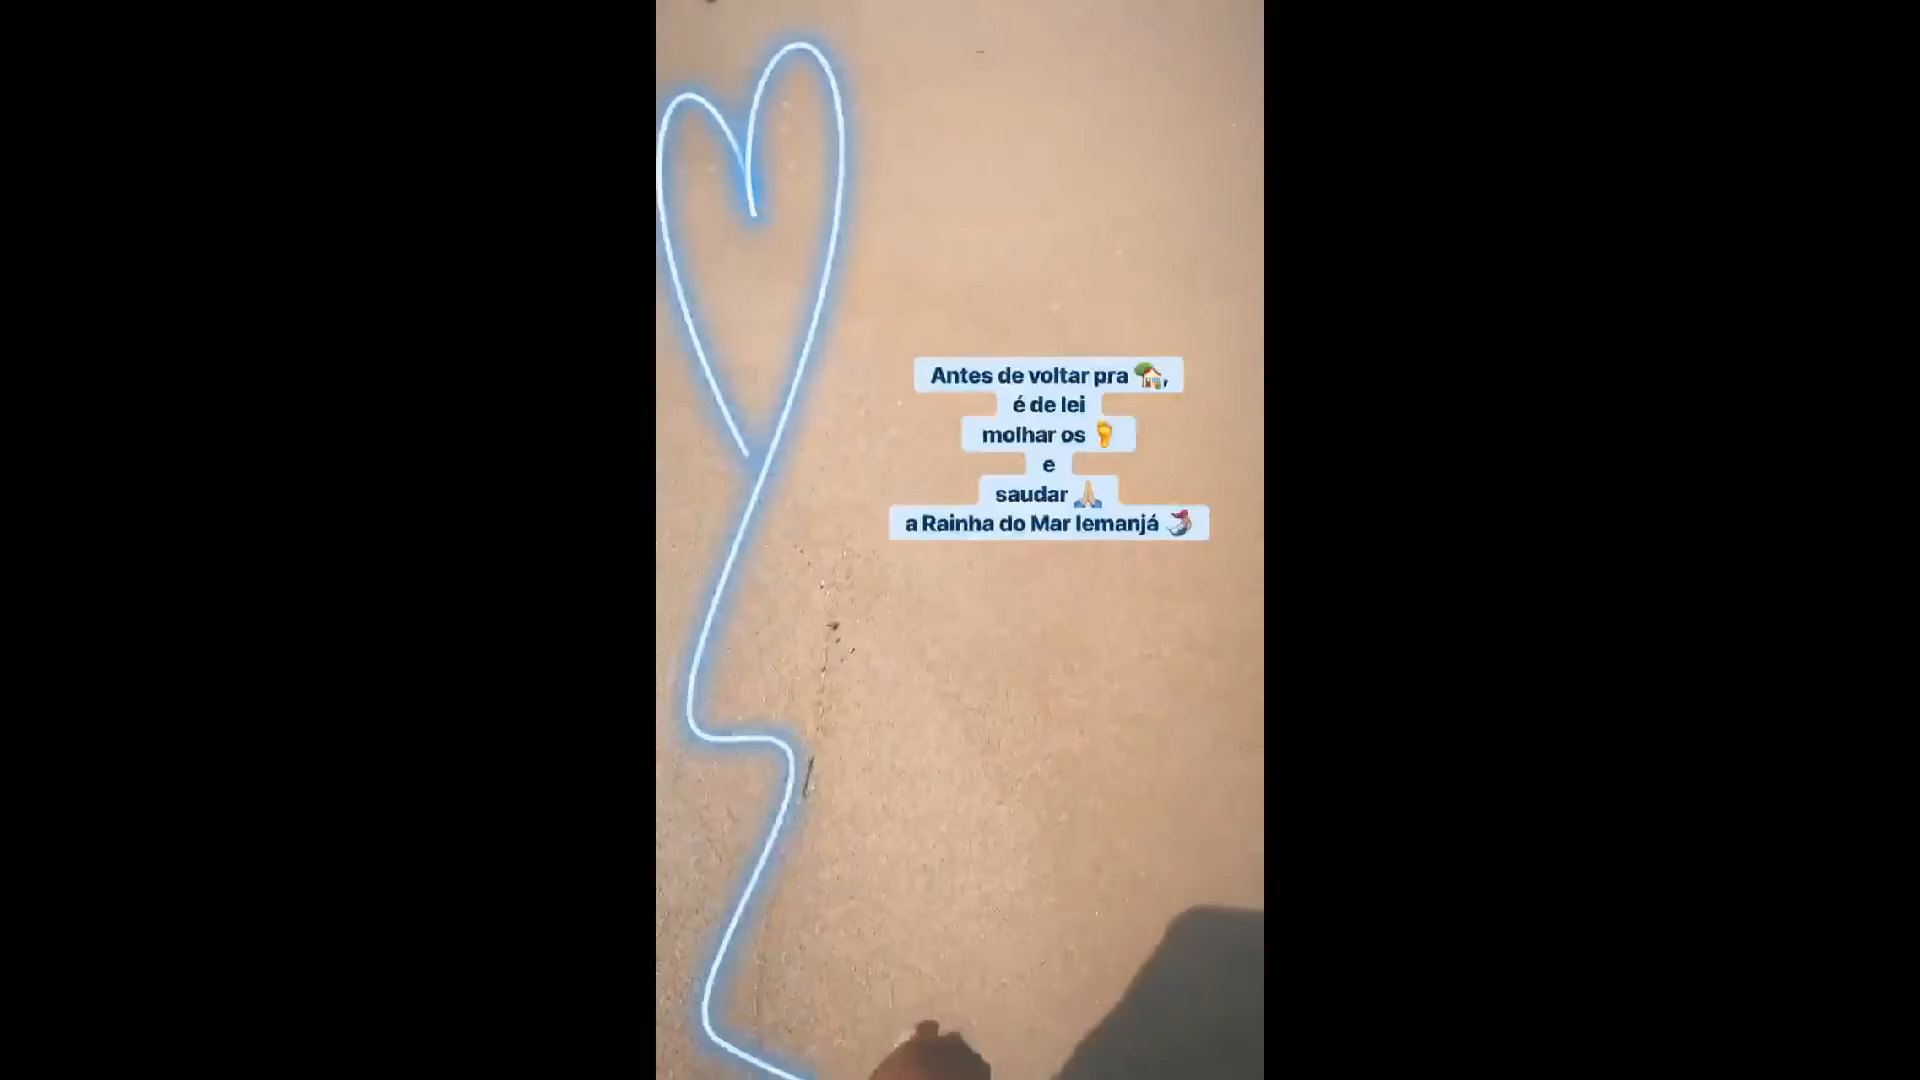 Antes de voltar pra 🏡,
é de lei
molhar os 🦶
e
saudar 🙏🏼
a Rainha do Mar Iemanjá 🧜🏼‍♀️